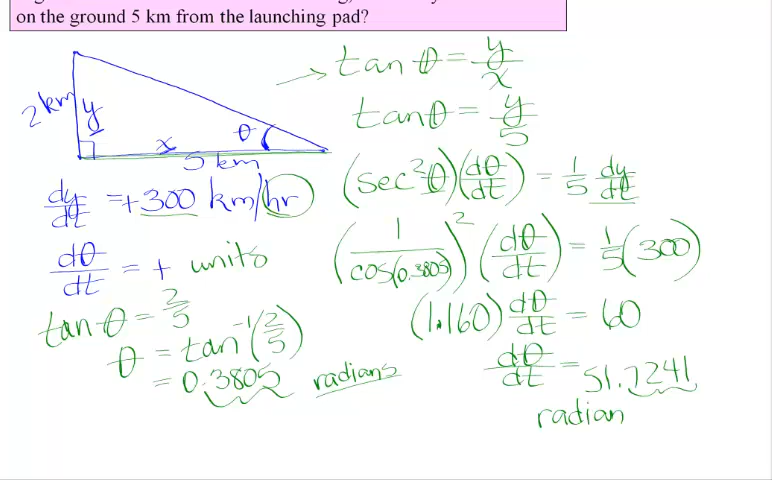 on the ground 5 km from the launching pad?
tan θ = y/x
2 km
y
x
θ
5 km
tan θ = y/5
dy/dt = +300 km/hr
(sec²θ)(dθ/dt) = 1/5 dy/dt
dθ/dt = + units
(1/cos(0.3805))² (dθ/dt) = 1/5(300)
tan θ = 2/5
(1.160) dθ/dt = 60
θ = tan⁻¹(2/5)
= 0.3805 radians
dθ/dt = 51.7241
radian